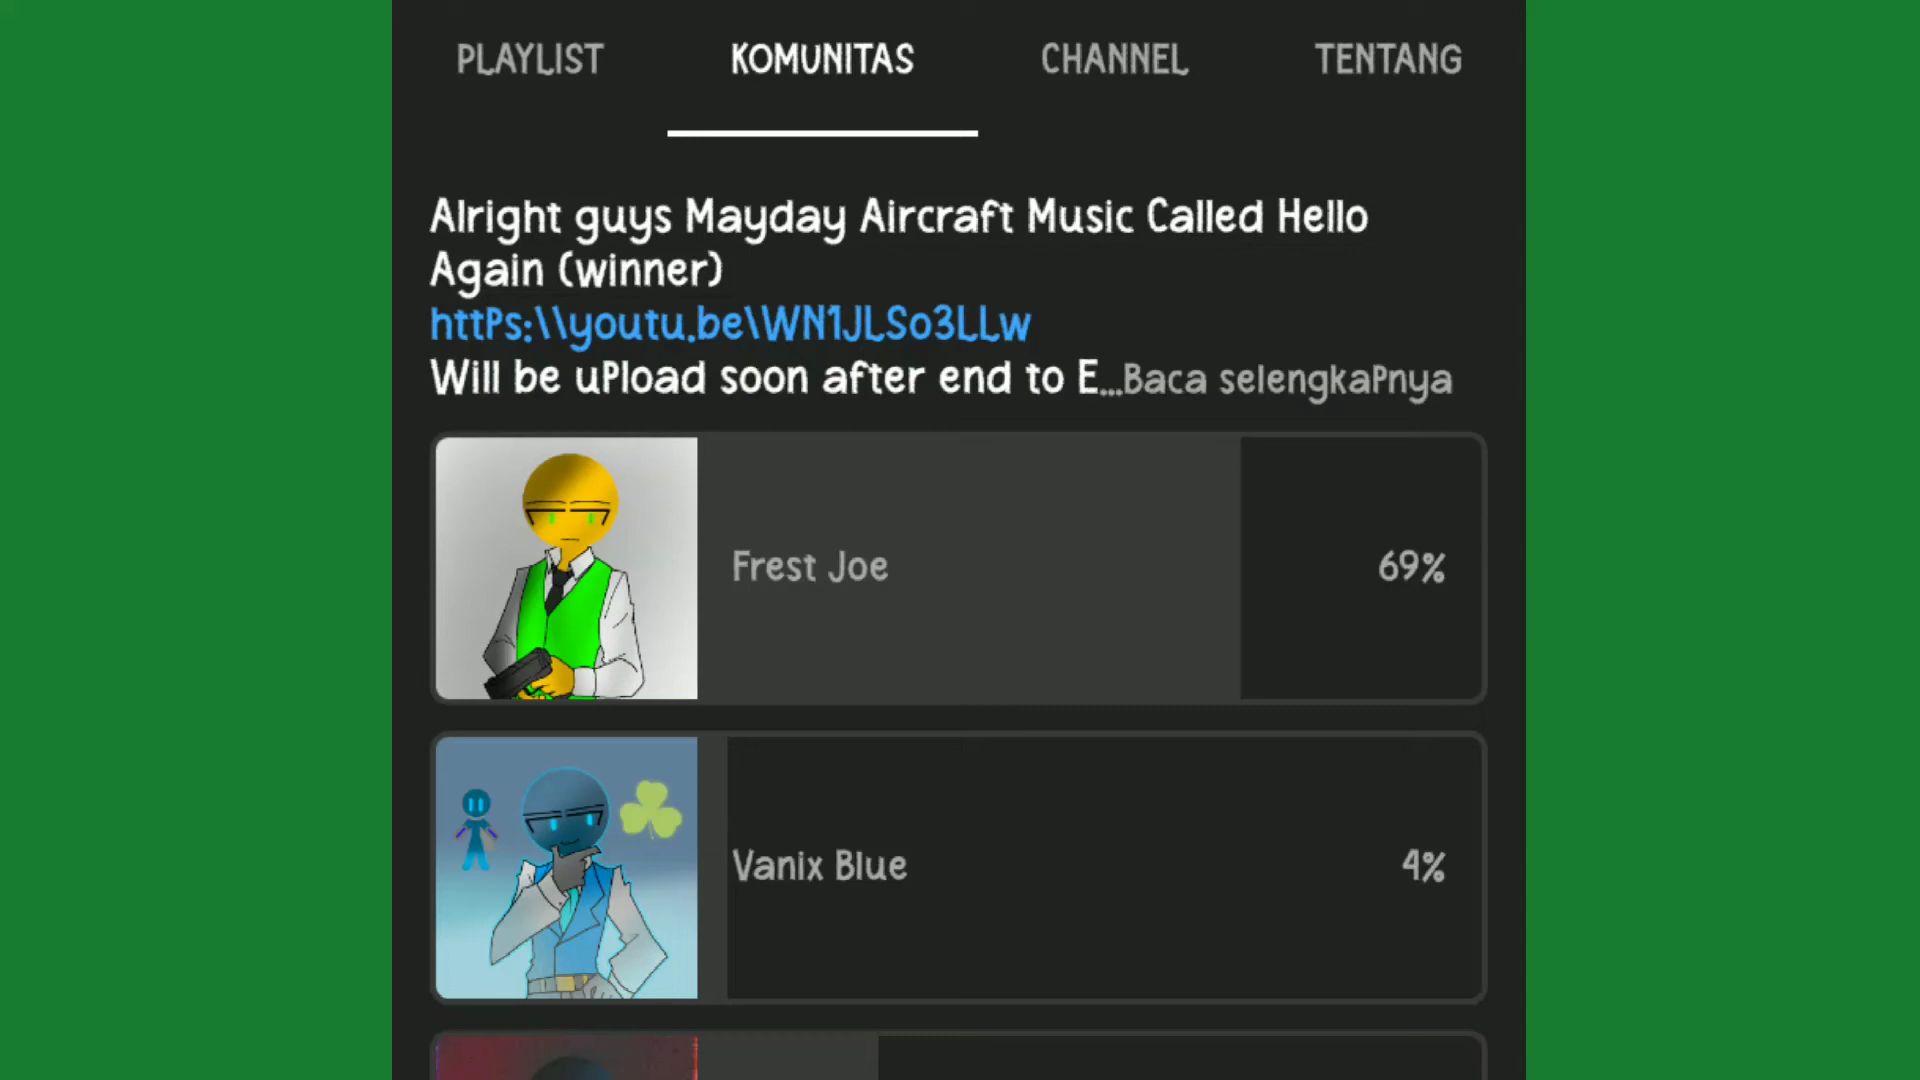 PLAYLIST KOMUNITAS CHANNEL TENTANG
Alright guys Mayday Aircraft Music Called Hello
Again (winner)
httPs:\\youtu.be\WN1JLSo3LLw
Will be uPload soon after end to E...Baca selengkaPnya
Frest Joe 69%
Vanix Blue 4%